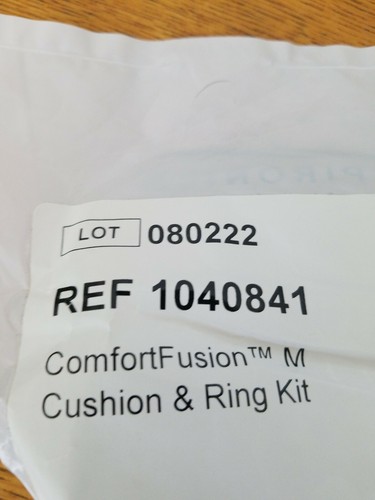 LOT 080222
REF 1040841
ComfortFusion™ M
Cushion & Ring Kit